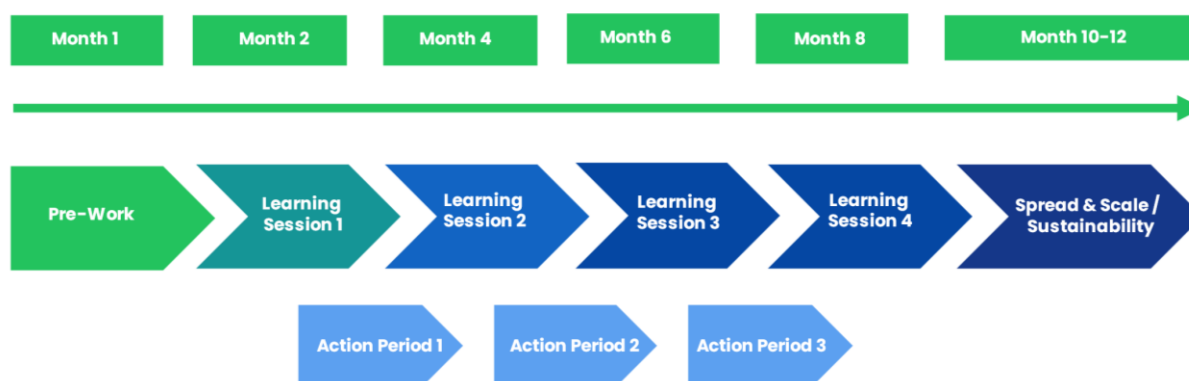 Month 1
Month 2
Month 4
Month 6
Month 8
Month 10-12
Pre-Work
Learning
Session 1
Learning
Session 2
Learning
Session 3
Learning
Session 4
Spread & Scale /
Sustainability
Action Period 1
Action Period 2
Action Period 3